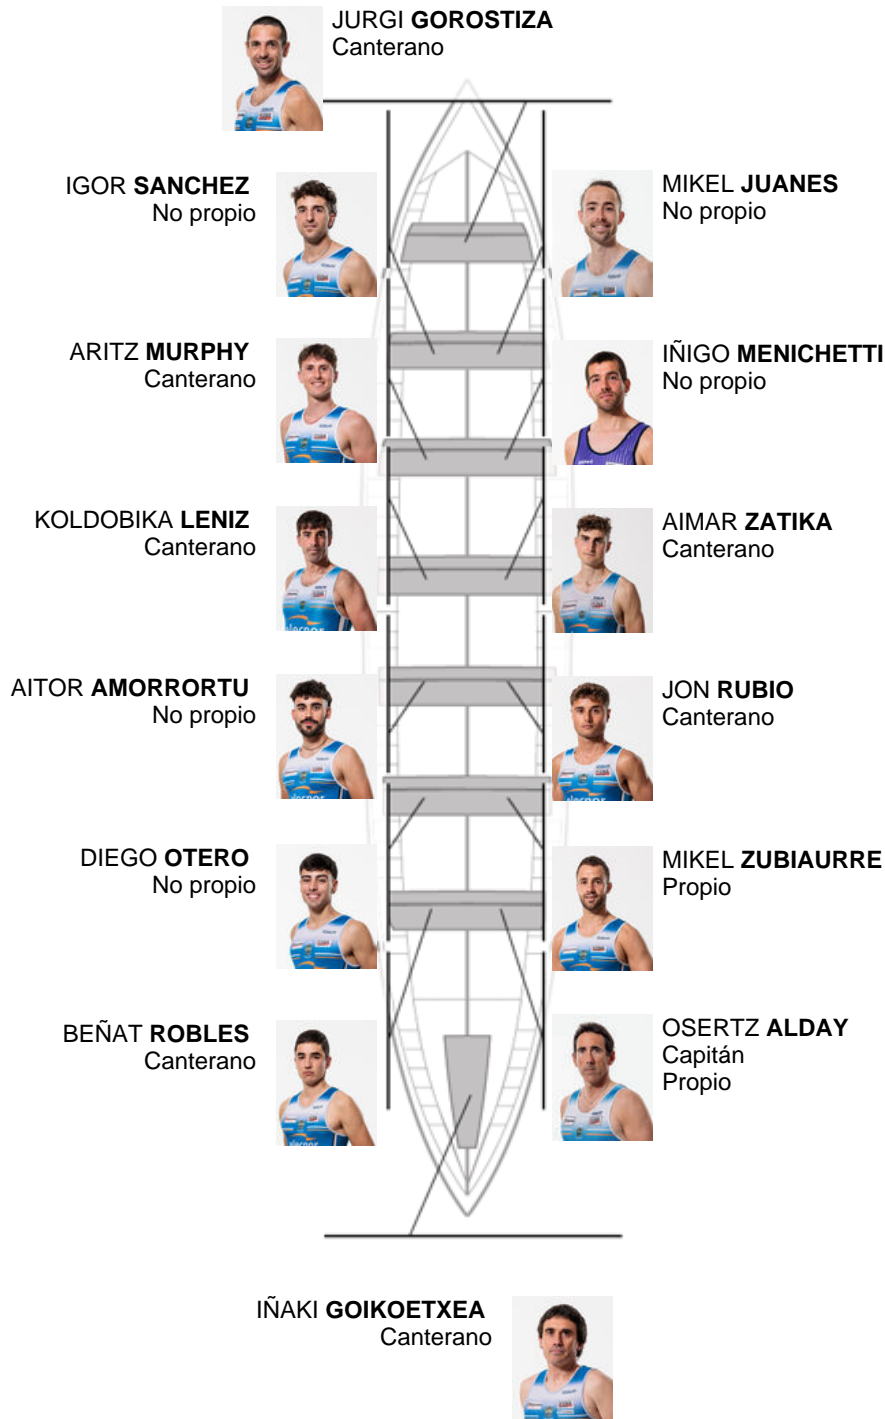 JURGI GOROSTIZA
Canterano
IGOR SANCHEZ
No propio
MIKEL JUANES
No propio
ARITZ MURPHY
Canterano
IÑIGO MENICHETTI
No propio
KOLDOBIKA LENIZ
Canterano
AIMAR ZATIKA
Canterano
AITOR AMORRORTU
No propio
JON RUBIO
Canterano
DIEGO OTERO
No propio
MIKEL ZUBIAURRE
Propio
BEÑAT ROBLES
Canterano
OSERTZ ALDAY
Capitán
Propio
IÑAKI GOIKOETXEA
Canterano